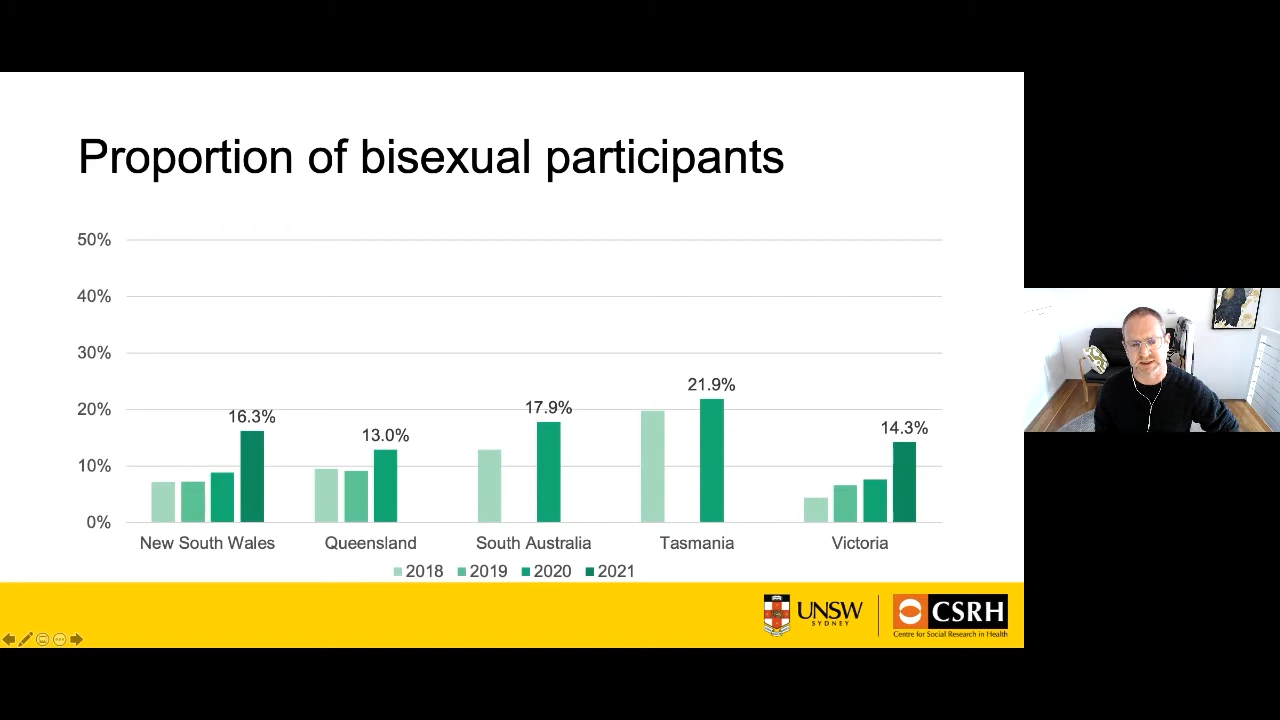 Proportion of bisexual participants
50%
40%
30%
20%
10%
0%
16.3%
13.0%
17.9%
21.9%
14.3%
New South Wales
Queensland
South Australia
Tasmania
Victoria
2018
2019
2020
2021
UNSW
SYDNEY
CSRH
Centre for Social Research in Health